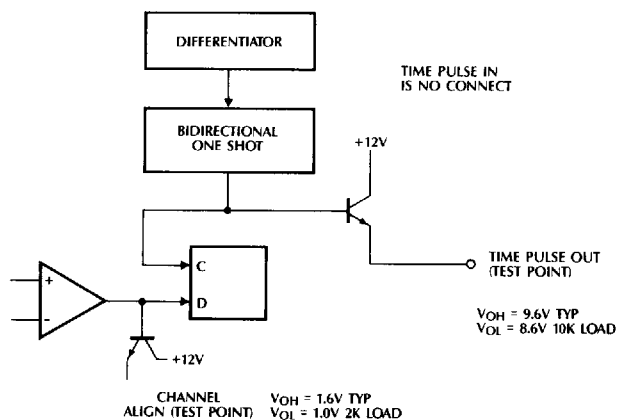 DIFFERENTIATOR
TIME PULSE IN
IS NO CONNECT
BIDIRECTIONAL
ONE SHOT
+12V
C
+
D
–
TIME PULSE OUT
(TEST POINT)
VOH = 9.6V TYP
VOL = 8.6V 10K LOAD
+12V
CHANNEL
ALIGN (TEST POINT)
VOH = 1.6V TYP
VOL = 1.0V 2K LOAD